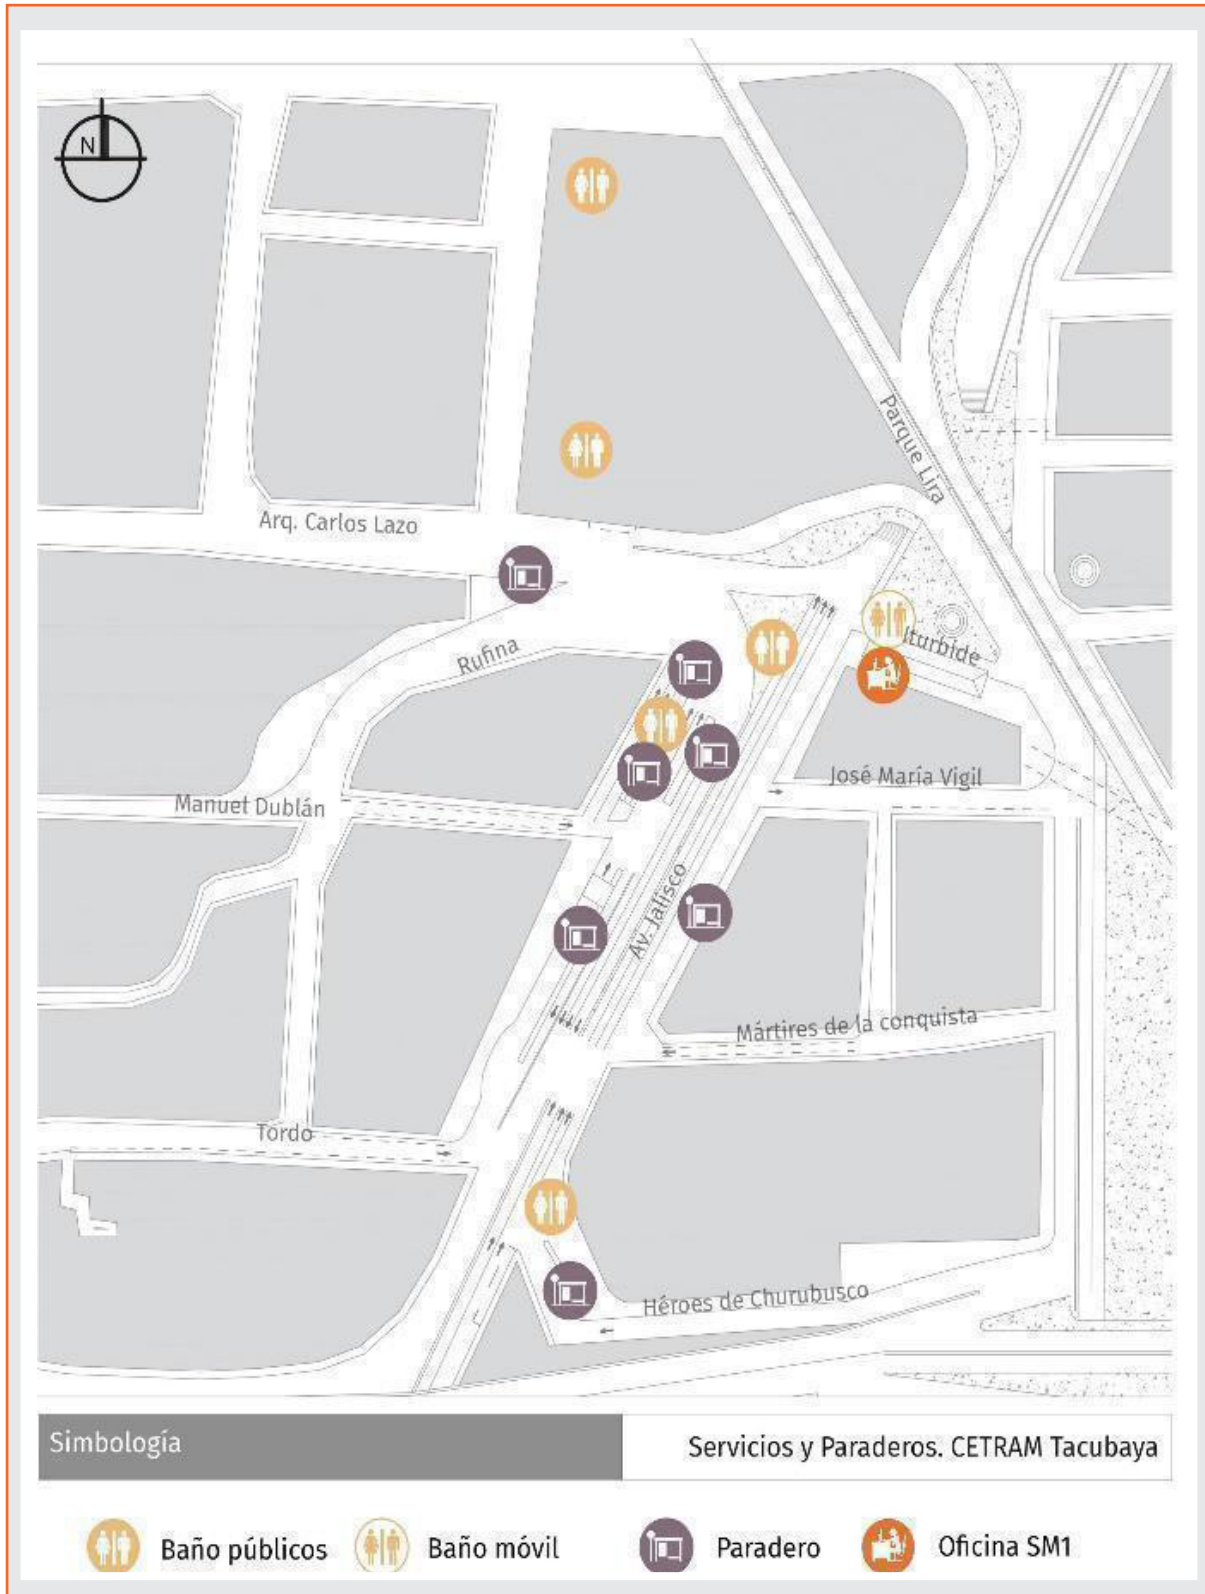 N
Parque Lira
Arq. Carlos Lazo
Rufina
Iturbide
José María Vigil
Manuet Dublán
Av. Jalisco
Mártires de la conquista
Tordo
Héroes de Churubusco
Simbología
Servicios y Paraderos. CETRAM Tacubaya
Baño públicos
Baño móvil
Paradero
Oficina SM1